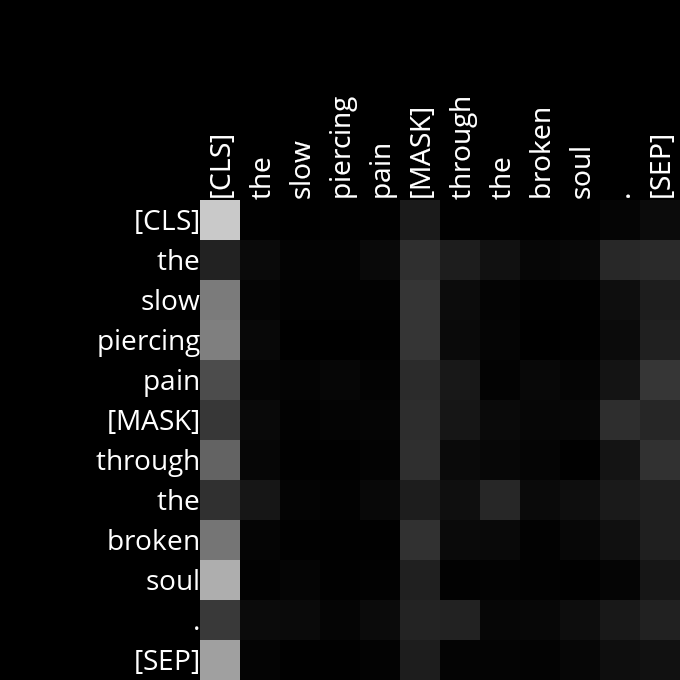 [CLS] the slow piercing pain [MASK] through the broken soul . [SEP]
[CLS]
the
slow
piercing
pain
[MASK]
through
the
broken
soul
.
[SEP]